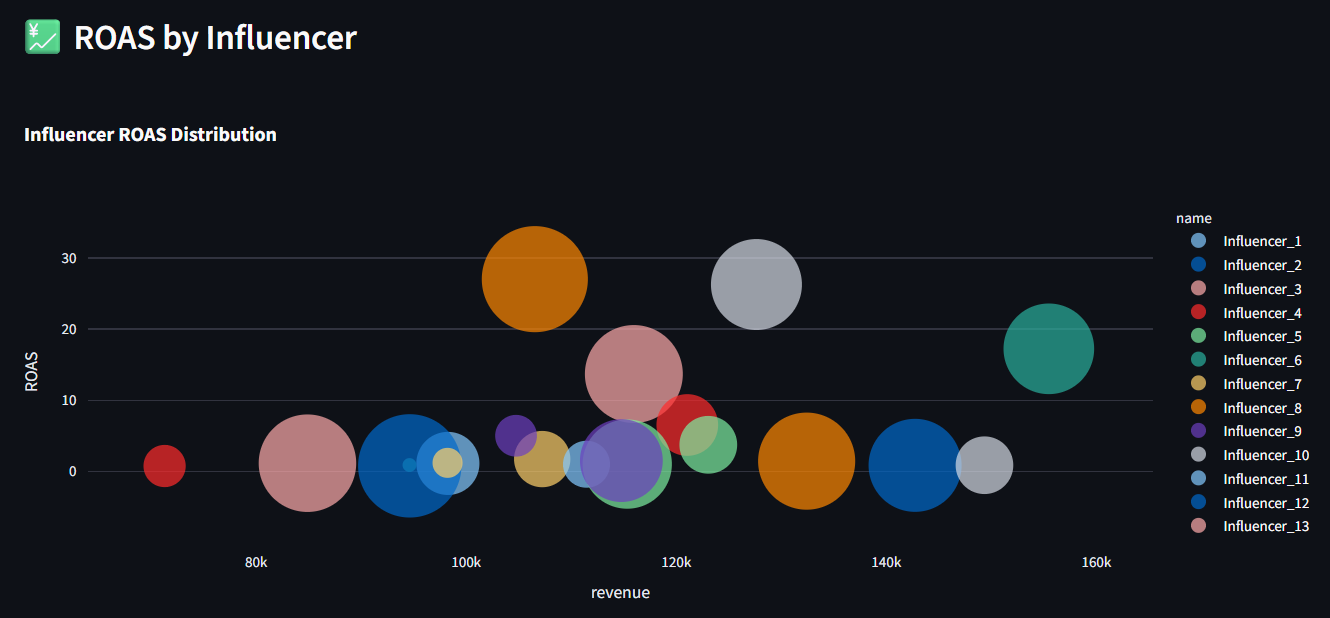 ROAS by Influencer
Influencer ROAS Distribution
name
Influencer_1
Influencer_2
Influencer_3
Influencer_4
Influencer_5
Influencer_6
Influencer_7
Influencer_8
Influencer_9
Influencer_10
Influencer_11
Influencer_12
Influencer_13
ROAS
30
20
10
0
80k
100k
120k
140k
160k
revenue